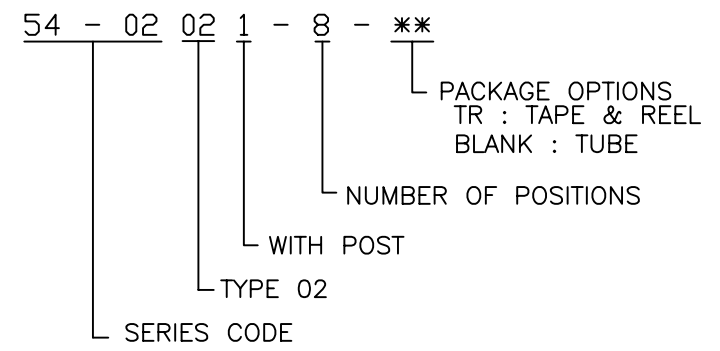 54 - 02 02 1 - 8 - **
PACKAGE OPTIONS
TR : TAPE & REEL
BLANK : TUBE
NUMBER OF POSITIONS
WITH POST
TYPE 02
SERIES CODE